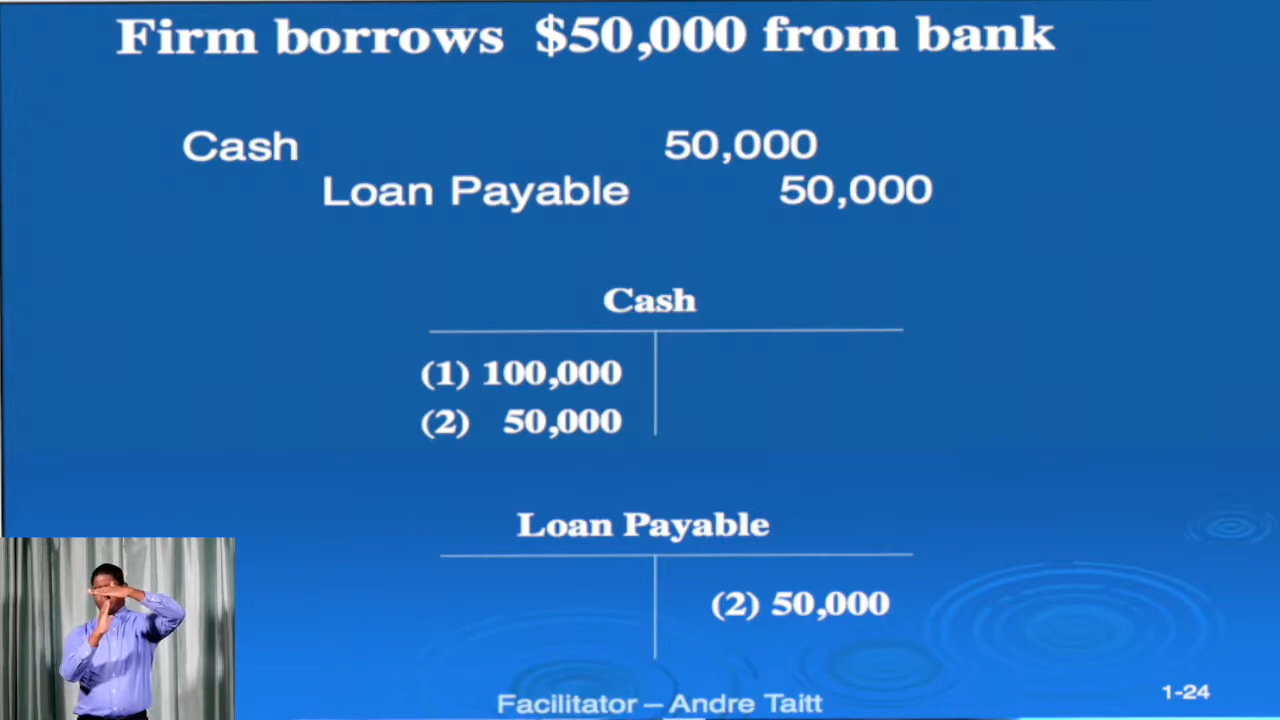 Firm borrows $50,000 from bank
Cash 50,000
Loan Payable 50,000
Cash
(1) 100,000
(2) 50,000
Loan Payable
(2) 50,000
Facilitator – Andre Taitt
1-24